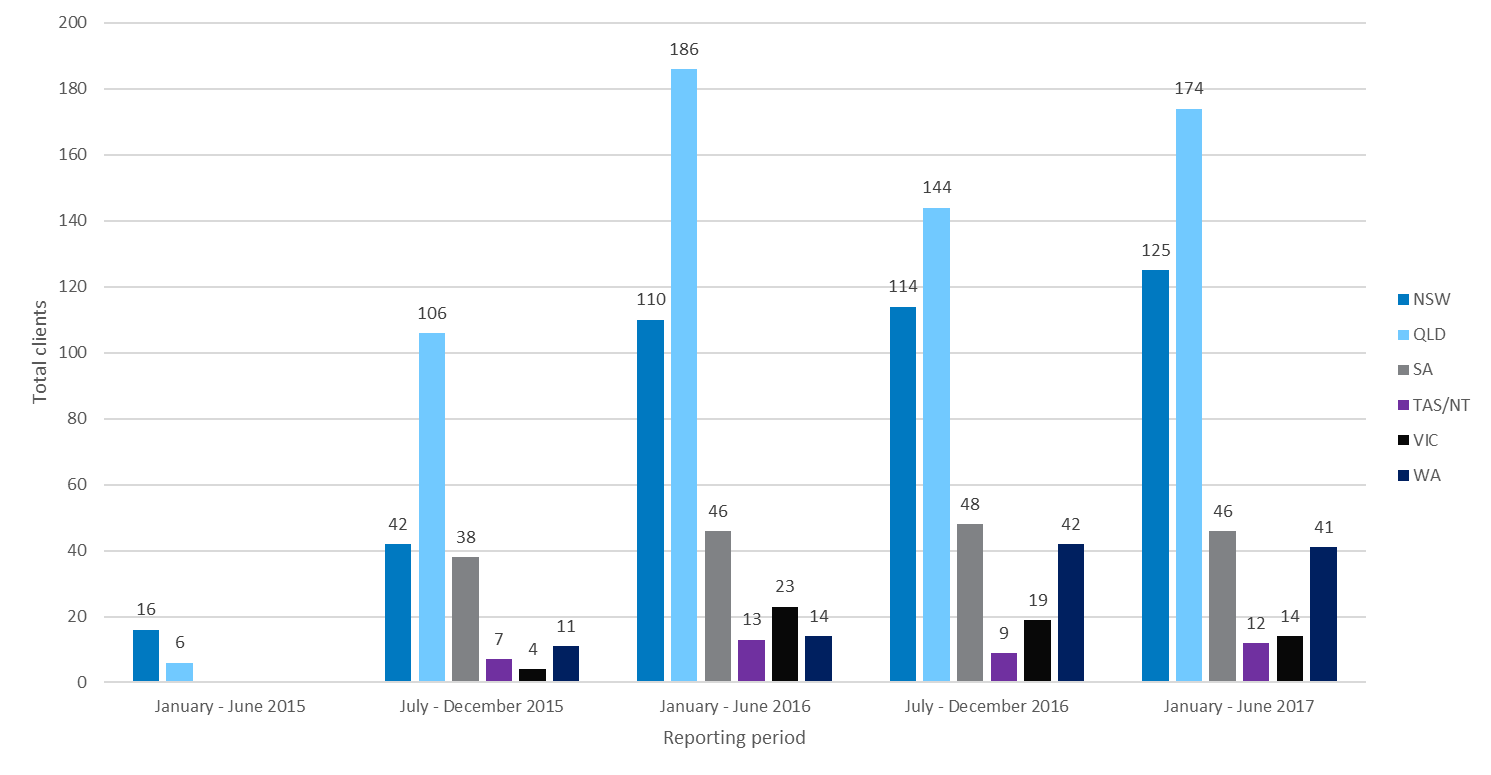 200
180
160
140
120
100
80
60
40
20
0
Total clients
16
6
42
106
38
7
4
11
110
186
46
13
23
14
114
144
48
9
19
42
125
174
46
12
14
41
January - June 2015
July - December 2015
January - June 2016
July - December 2016
January - June 2017
Reporting period
NSW
QLD
SA
TAS/NT
VIC
WA